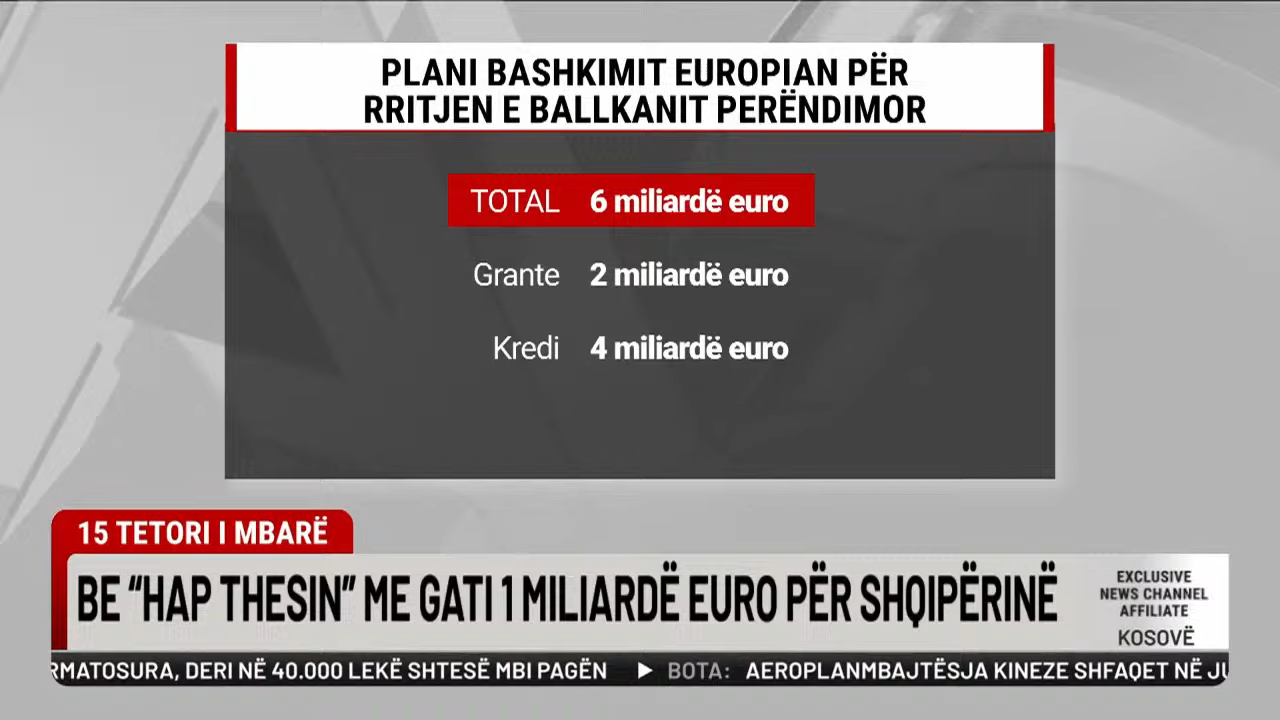 PLANI BASHKIMIT EUROPIAN PËR
RRITJEN E BALLKANIT PERËNDIMOR
TOTAL 6 miliardë euro
Grante 2 miliardë euro
Kredi 4 miliardë euro
15 TETORI I MBARË
BE “HAP THESIN” ME GATI 1 MILIARDË EURO PËR SHQIPËRINË
EXCLUSIVE
NEWS CHANNEL
AFFILIATE
KOSOVË
RMATOSURA, DERI NË 40.000 LEKË SHTESË MBI PAGËN ▶ BOTA: AEROPLANMBAJTËSJA KINEZE SHFAQET NË